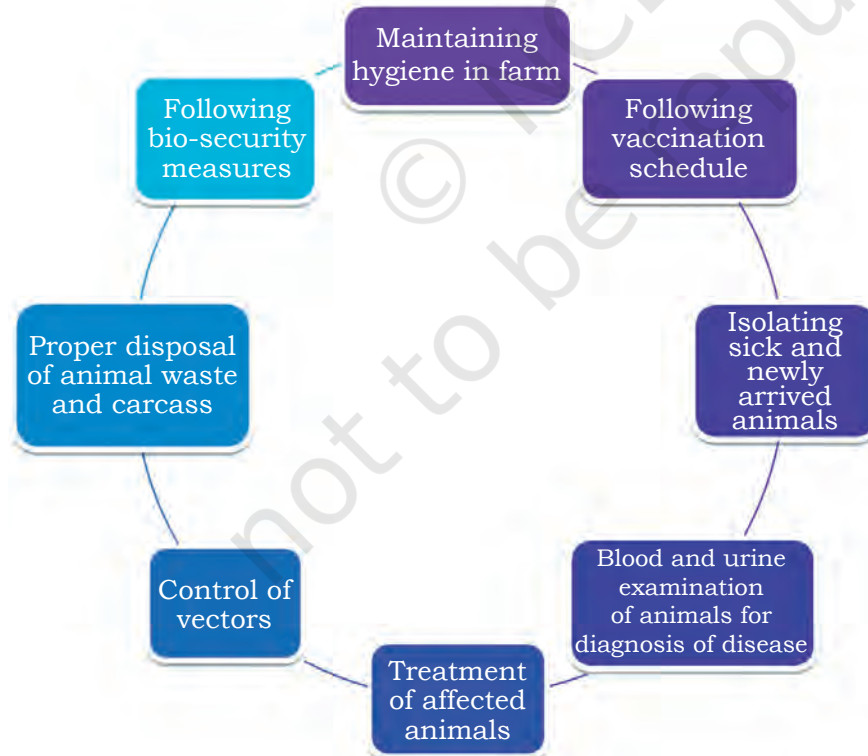 Maintaining
hygiene in farm
Following
vaccination
schedule
Isolating
sick and
newly
arrived
animals
Blood and urine
examination
of animals for
diagnosis of disease
Treatment
of affected
animals
Control of
vectors
Proper disposal
of animal waste
and carcass
Following
bio-security
measures
©
not to be